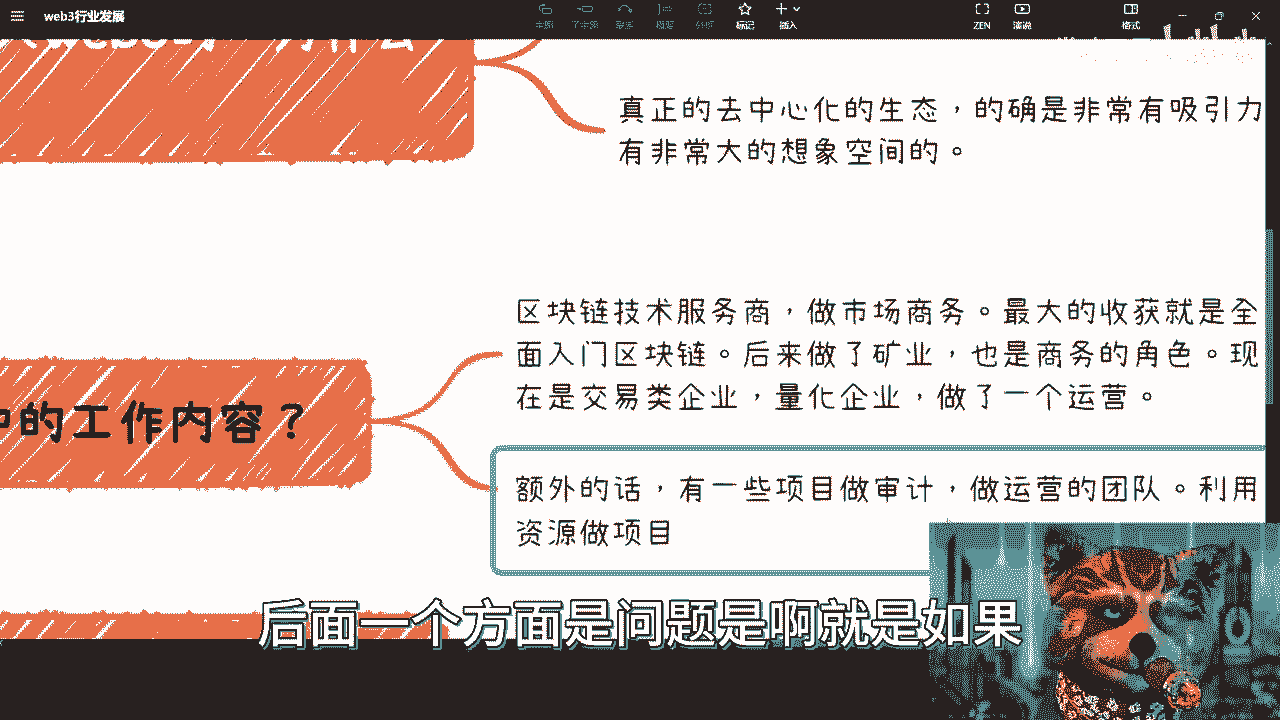 web3行业发展
主题
子主题
联系
概要
外框
标记
插入
ZEN
演说
格式
真正的去中心化的生态，的确是非常有吸引力
有非常大的想象空间的。
区块链技术服务商，做市场商务。最大的收获就是全
面入门区块链。后来做了矿业，也是商务的角色。现
在是交易类企业，量化企业，做了一个运营。
的工作内容？
额外的话，有一些项目做审计，做运营的团队。利用
资源做项目
后面一个方面是问题是啊就是如果